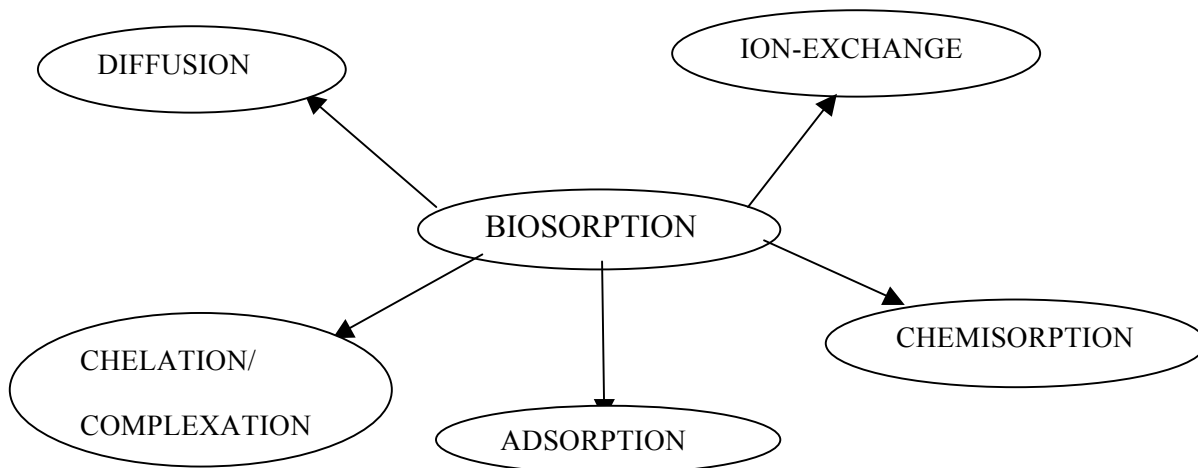 DIFFUSION
ION-EXCHANGE
BIOSORPTION
CHELATION/
COMPLEXATION
CHEMISORPTION
ADSORPTION